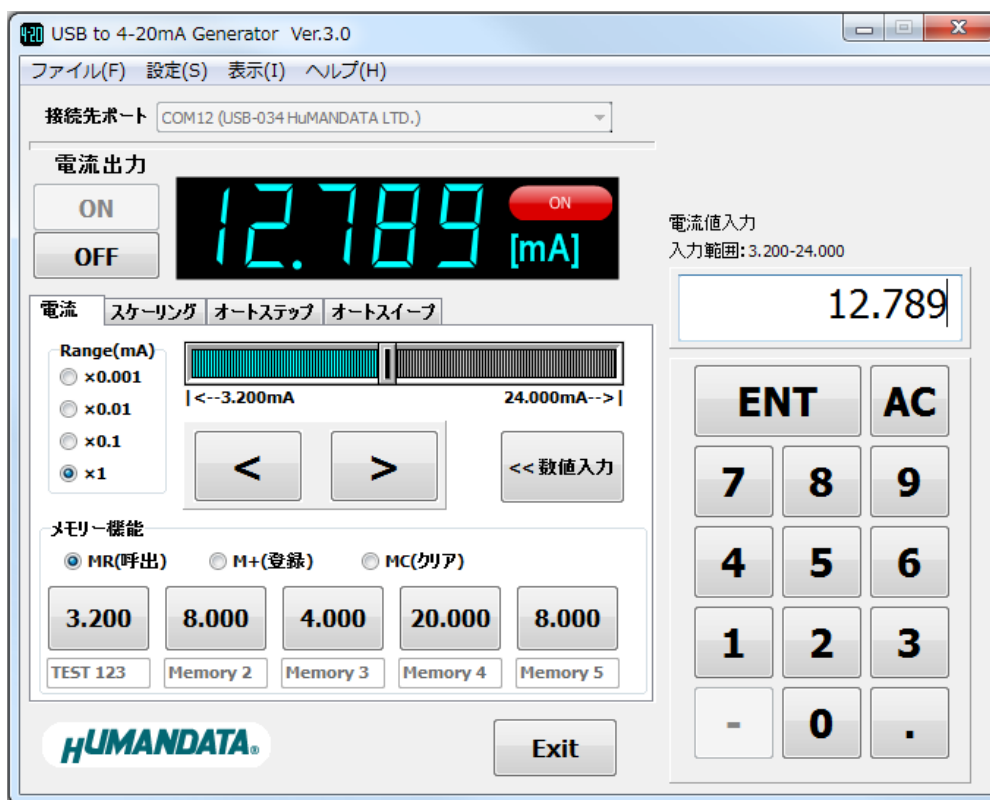 USB to 4-20mA Generator Ver.3.0
ファイル(F) 設定(S) 表示(I) ヘルプ(H)
接続先ポート COM12 (USB-034 HuMANDATA LTD.)
電流出力
ON
OFF
12.789 ON [mA]
電流値入力
入力範囲:3.200-24.000
12.789
電流 スケーリング オートステップ オートスイープ
Range(mA)
×0.001
×0.01
×0.1
×1
|<--3.200mA 24.000mA-->|
< > <<数値入力
メモリー機能
MR(呼出) M+(登録) MC(クリア)
3.200 8.000 4.000 20.000 8.000
TEST 123 Memory 2 Memory 3 Memory 4 Memory 5
HUMANDATA®
Exit
ENT AC
7 8 9
4 5 6
1 2 3
- 0 .